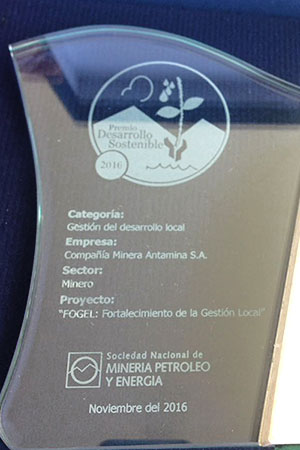 Premio
Desarrollo
Sostenible
2016
Categoría:
Gestión del desarrollo local
Empresa:
Compañía Minera Antamina S.A.
Sector:
Minero
Proyecto:
"FOGEL: Fortalecimiento de la Gestión Local"
Sociedad Nacional de
MINERIA PETROLEO
Y ENERGIA
Noviembre del 2016